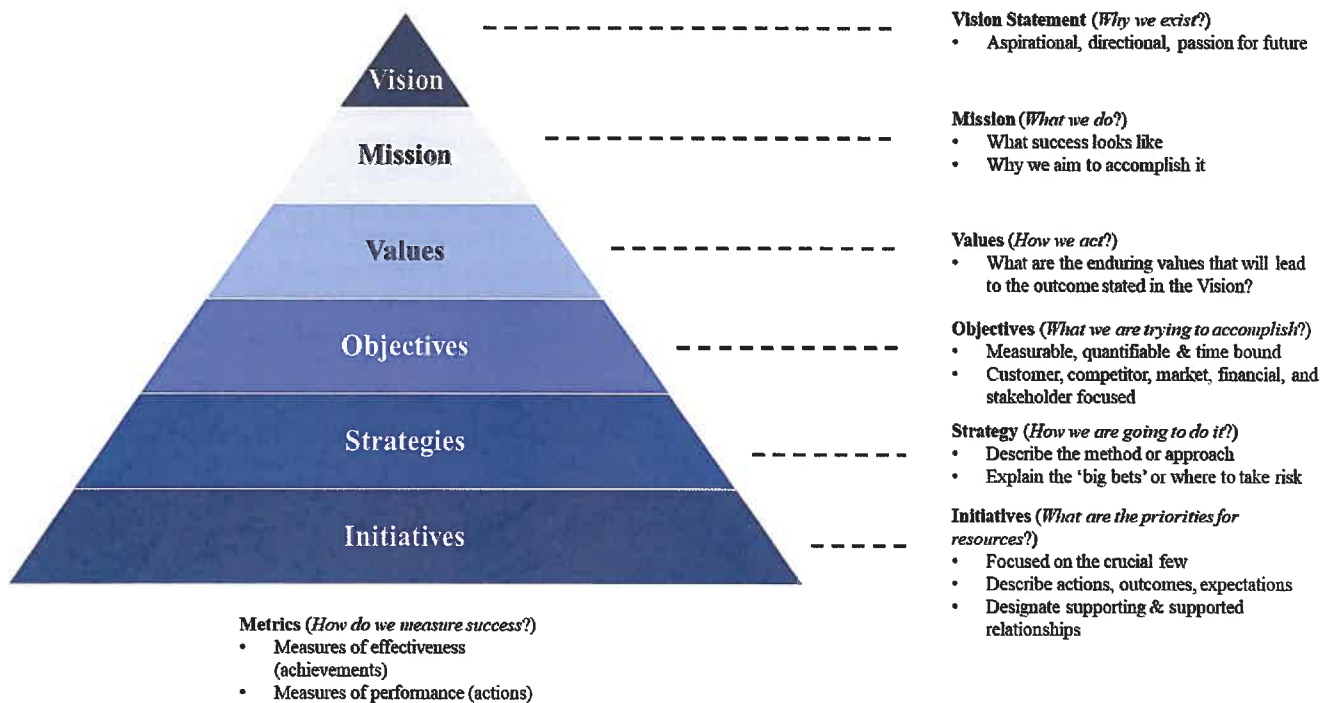 Vision
Mission
Values
Objectives
Strategies
Initiatives
Vision Statement (Why we exist?)
• Aspirational, directional, passion for future
Mission (What we do?)
• What success looks like
• Why we aim to accomplish it
Values (How we act?)
• What are the enduring values that will lead
to the outcome stated in the Vision?
Objectives (What we are trying to accomplish?)
• Measurable, quantifiable & time bound
• Customer, competitor, market, financial, and
stakeholder focused
Strategy (How we are going to do it?)
• Describe the method or approach
• Explain the ‘big bets’ or where to take risk
Initiatives (What are the priorities for
resources?)
• Focused on the crucial few
• Describe actions, outcomes, expectations
• Designate supporting & supported
relationships
Metrics (How do we measure success?)
• Measures of effectiveness
(achievements)
• Measures of performance (actions)